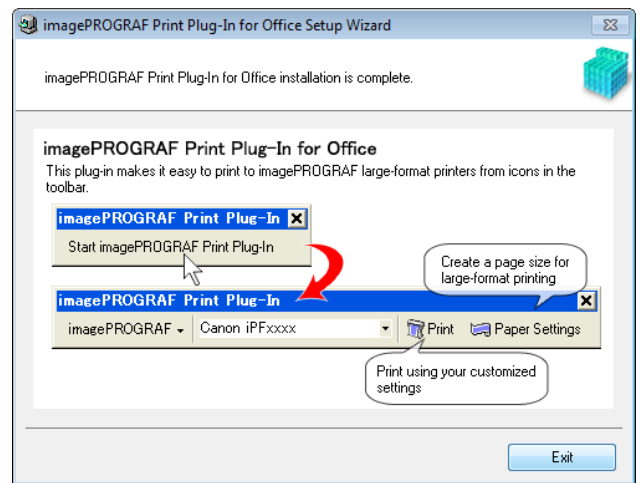 imagePROGRAF Print Plug-In for Office Setup Wizard
imagePROGRAF Print Plug-In for Office installation is complete.
imagePROGRAF Print Plug-In for Office
This plug-in makes it easy to print to imagePROGRAF large-format printers from icons in the
toolbar.
imagePROGRAF Print Plug-In
Start imagePROGRAF Print Plug-In
Create a page size for
large-format printing
imagePROGRAF Print Plug-In
imagePROGRAF Canon iPFxxxx Print Paper Settings
Print using your customized
settings
Exit